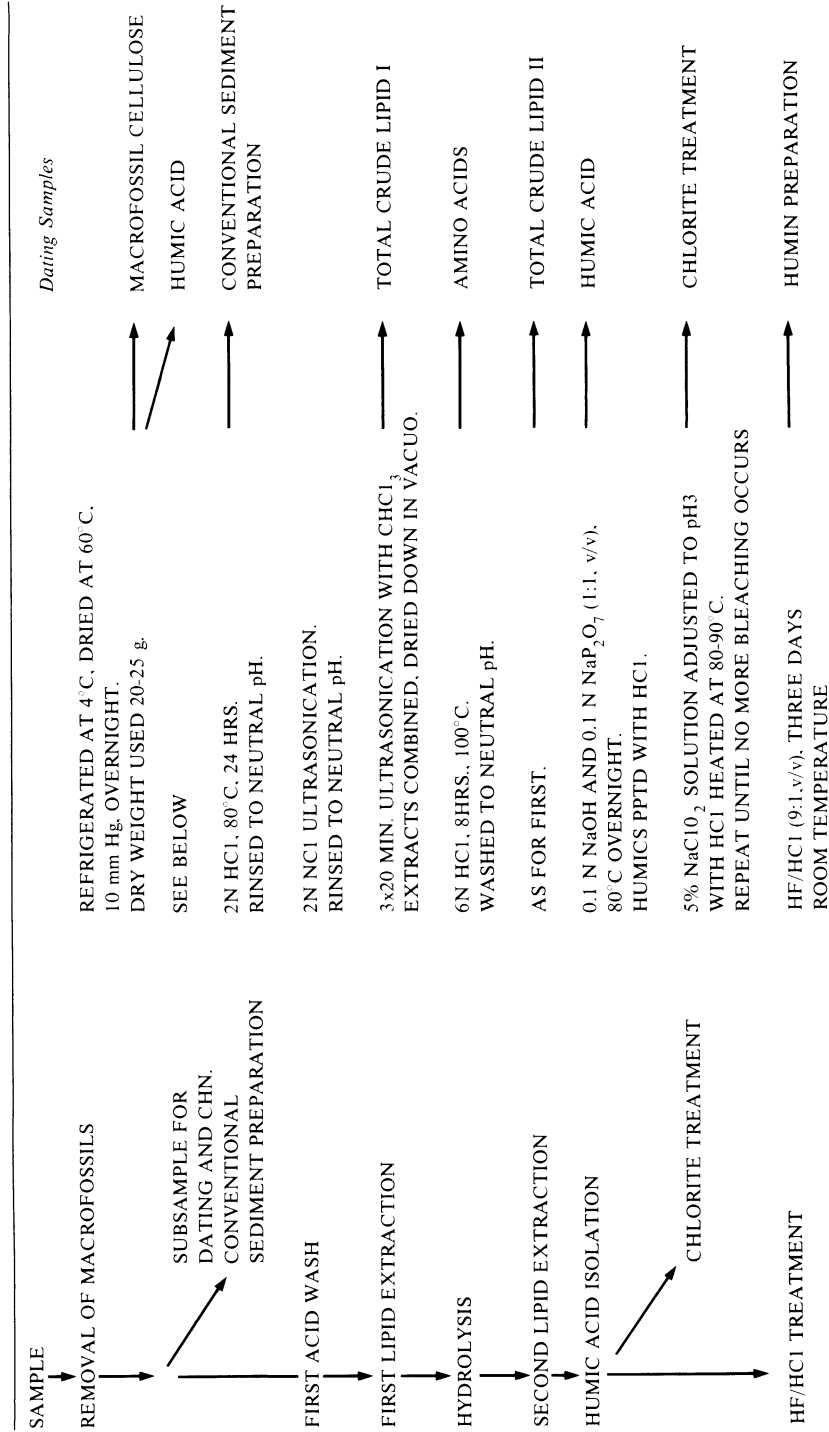 Dating Samples
SAMPLE
REMOVAL OF MACROFOSSILS
REFRIGERATED AT 4°C, DRIED AT 60°C,
10 mm Hg, OVERNIGHT.
DRY WEIGHT USED 20-25 g.
MACROFOSSIL CELLULOSE
SUBSAMPLE FOR
DATING AND CHN.
CONVENTIONAL
SEDIMENT PREPARATION
SEE BELOW
HUMIC ACID
2N HCl, 80°C, 24 HRS.
RINSED TO NEUTRAL pH.
CONVENTIONAL SEDIMENT
PREPARATION
FIRST ACID WASH
2N NCl ULTRASONICATION.
RINSED TO NEUTRAL pH.
FIRST LIPID EXTRACTION
3x20 MIN. ULTRASONICATION WITH CHCl3
EXTRACTS COMBINED, DRIED DOWN IN VACUO.
TOTAL CRUDE LIPID I
HYDROLYSIS
6N HCl, 8HRS., 100°C.
WASHED TO NEUTRAL pH.
AMINO ACIDS
SECOND LIPID EXTRACTION
AS FOR FIRST.
TOTAL CRUDE LIPID II
HUMIC ACID ISOLATION
0.1 N NaOH AND 0.1 N NaP2O7 (1:1, v/v),
80°C OVERNIGHT.
HUMICS PPTD WITH HCl.
HUMIC ACID
CHLORITE TREATMENT
5% NaClO2 SOLUTION ADJUSTED TO pH3
WITH HCl HEATED AT 80-90°C.
REPEAT UNTIL NO MORE BLEACHING OCCURS
CHLORITE TREATMENT
HF/HCl TREATMENT
HF/HCl (9:1,v/v), THREE DAYS
ROOM TEMPERATURE
HUMIN PREPARATION